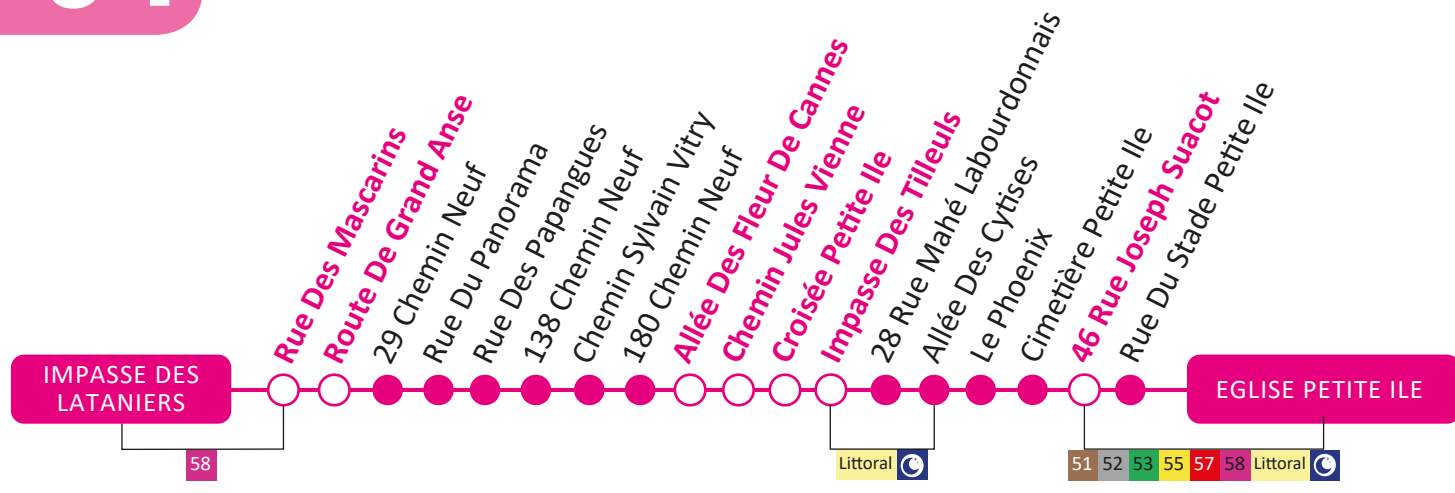 Rue Des Mascarins
Route De Grand Anse
29 Chemin Neuf
Rue Du Panorama
Rue Des Papangues
138 Chemin Neuf
Chemin Sylvain Vitry
180 Chemin Neuf
Allée Des Fleur De Cannes
Chemin Jules Vienne
Croisée Petite Ile
Impasse Des Tilleuls
28 Rue Mahé Labourdonnais
Allée Des Cytises
Le Phoenix
Cimetière Petite Ile
46 Rue Joseph Suacot
Rue Du Stade Petite Ile
IMPASSE DES
LATANIERS
EGLISE PETITE ILE
58
Littoral
51 52 53 55 57 58 Littoral